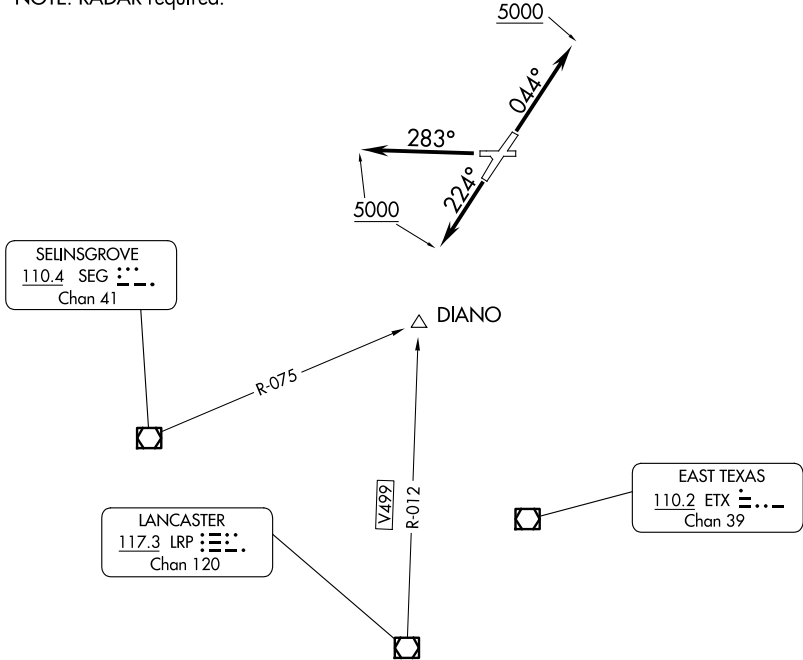 NOTE: RADAR required.
5000
044°
283°
224°
5000
SELINSGROVE
110.4 SEG
Chan 41
DIANO
R-075
V499
R-012
EAST TEXAS
110.2 ETX
Chan 39
LANCASTER
117.3 LRP
Chan 120